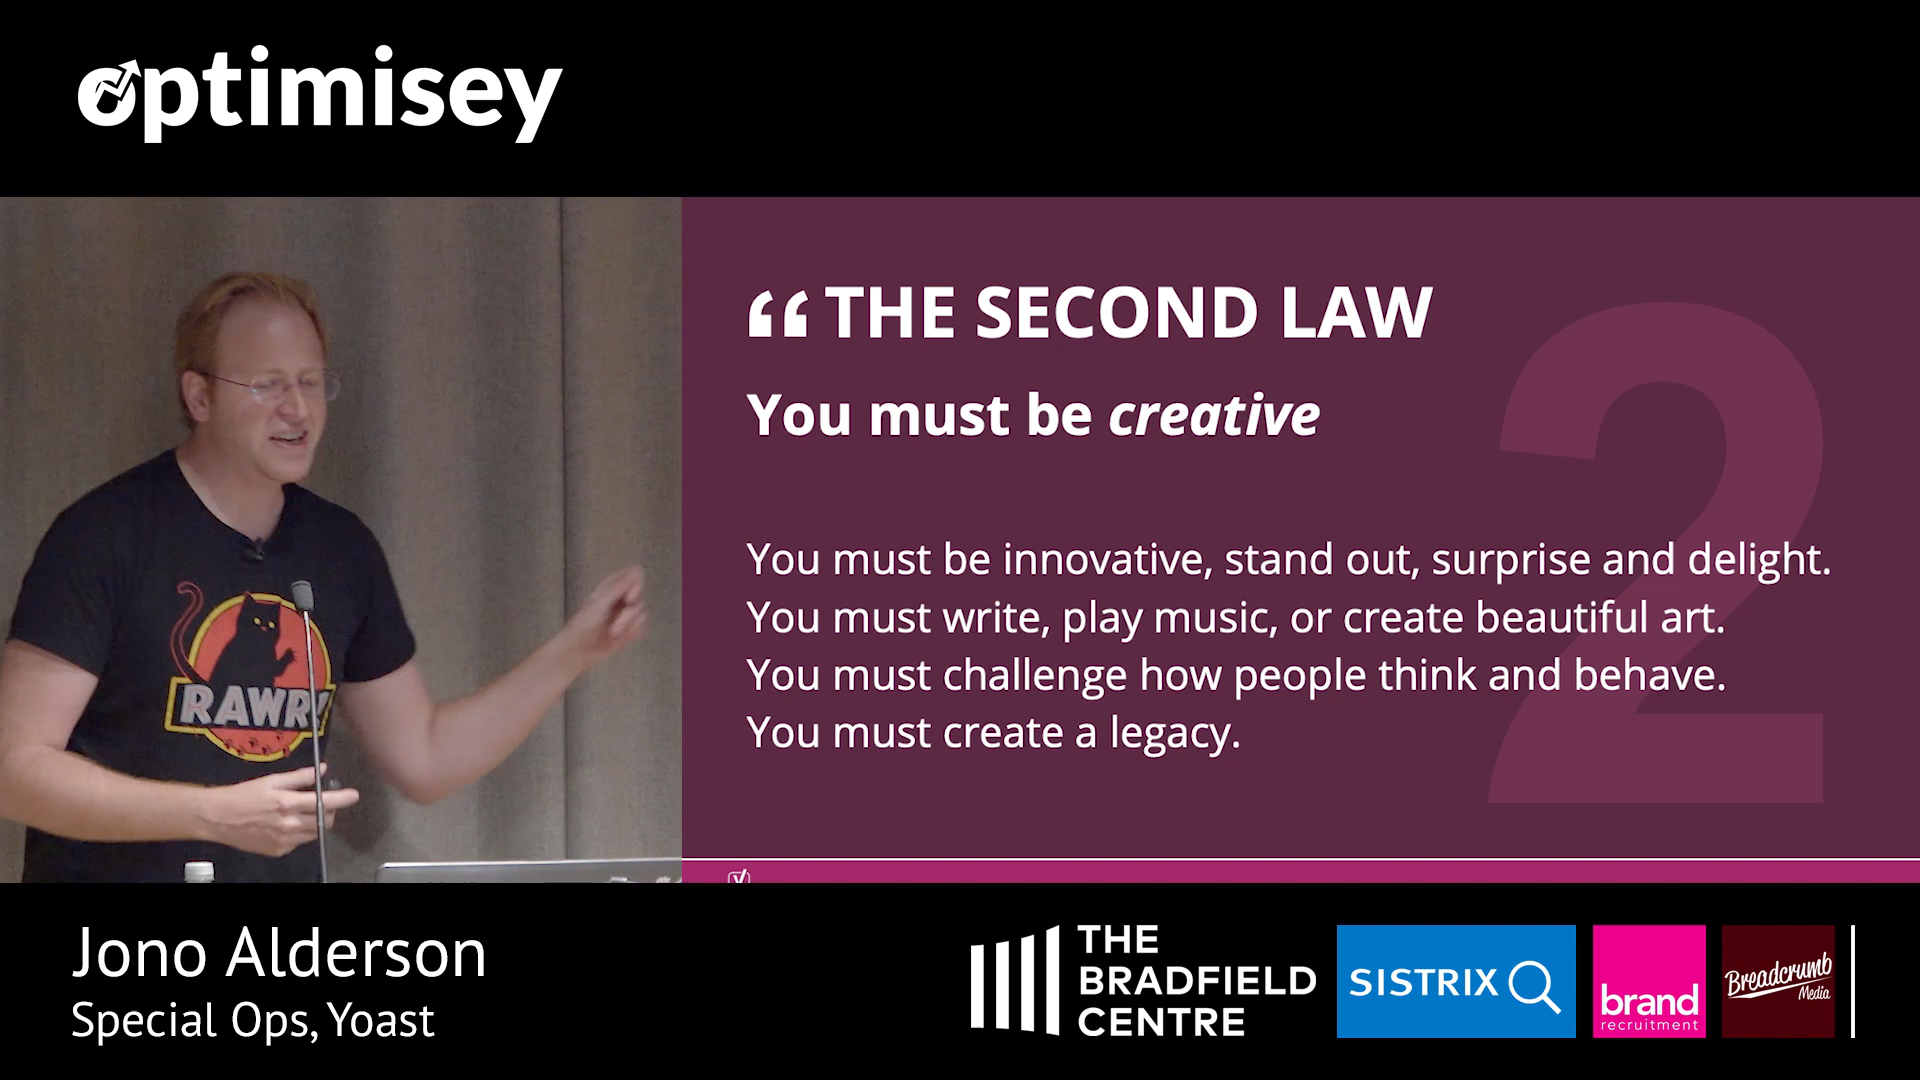 optimisey
“THE SECOND LAW
You must be creative
You must be innovative, stand out, surprise and delight.
You must write, play music, or create beautiful art.
You must challenge how people think and behave.
You must create a legacy.
2
RAWR
Jono Alderson
Special Ops, Yoast
THE
BRADFIELD
CENTRE
SISTRIX
brand
recruitment
Breadcrumb
Media